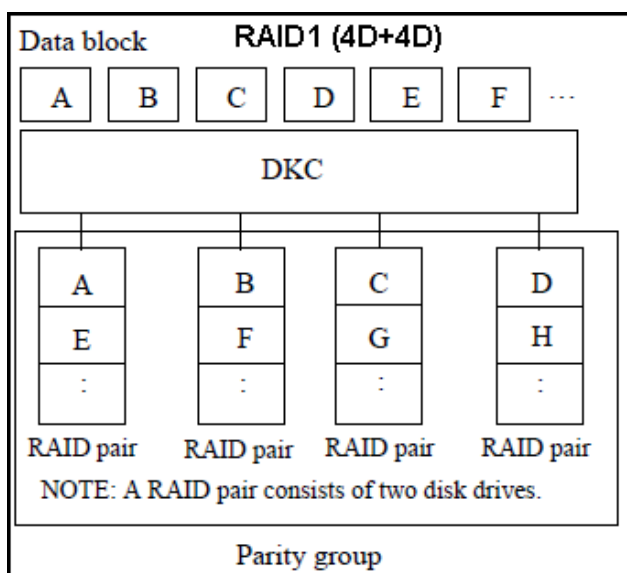 Data block RAID1 (4D+4D)
A B C D E F ...
DKC
A B C D
E F G H
: : : :
RAID pair RAID pair RAID pair RAID pair
NOTE: A RAID pair consists of two disk drives.
Parity group